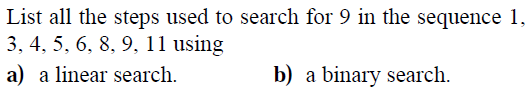 List all the steps used to search for 9 in the sequence 1,
3, 4, 5, 6, 8, 9, 11 using
a) a linear search. b) a binary search.